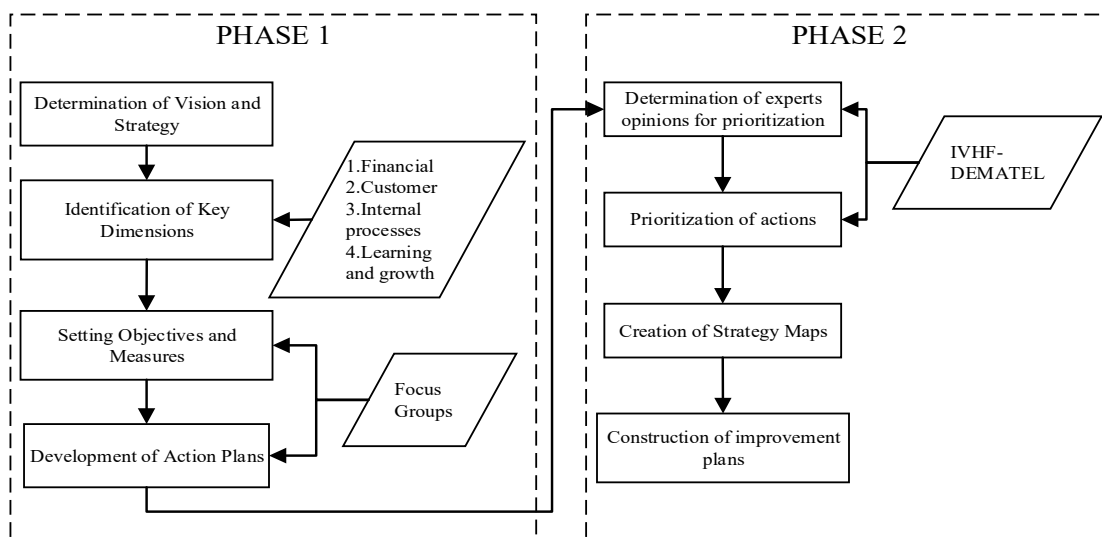 PHASE 1
Determination of Vision and
Strategy
Identification of Key
Dimensions
1.Financial
2.Customer
3.Internal
processes
4.Learning
and growth
Setting Objectives and
Measures
Focus
Groups
Development of Action Plans
PHASE 2
Determination of experts
opinions for prioritization
IVHF-
DEMATEL
Prioritization of actions
Creation of Strategy Maps
Construction of improvement
plans